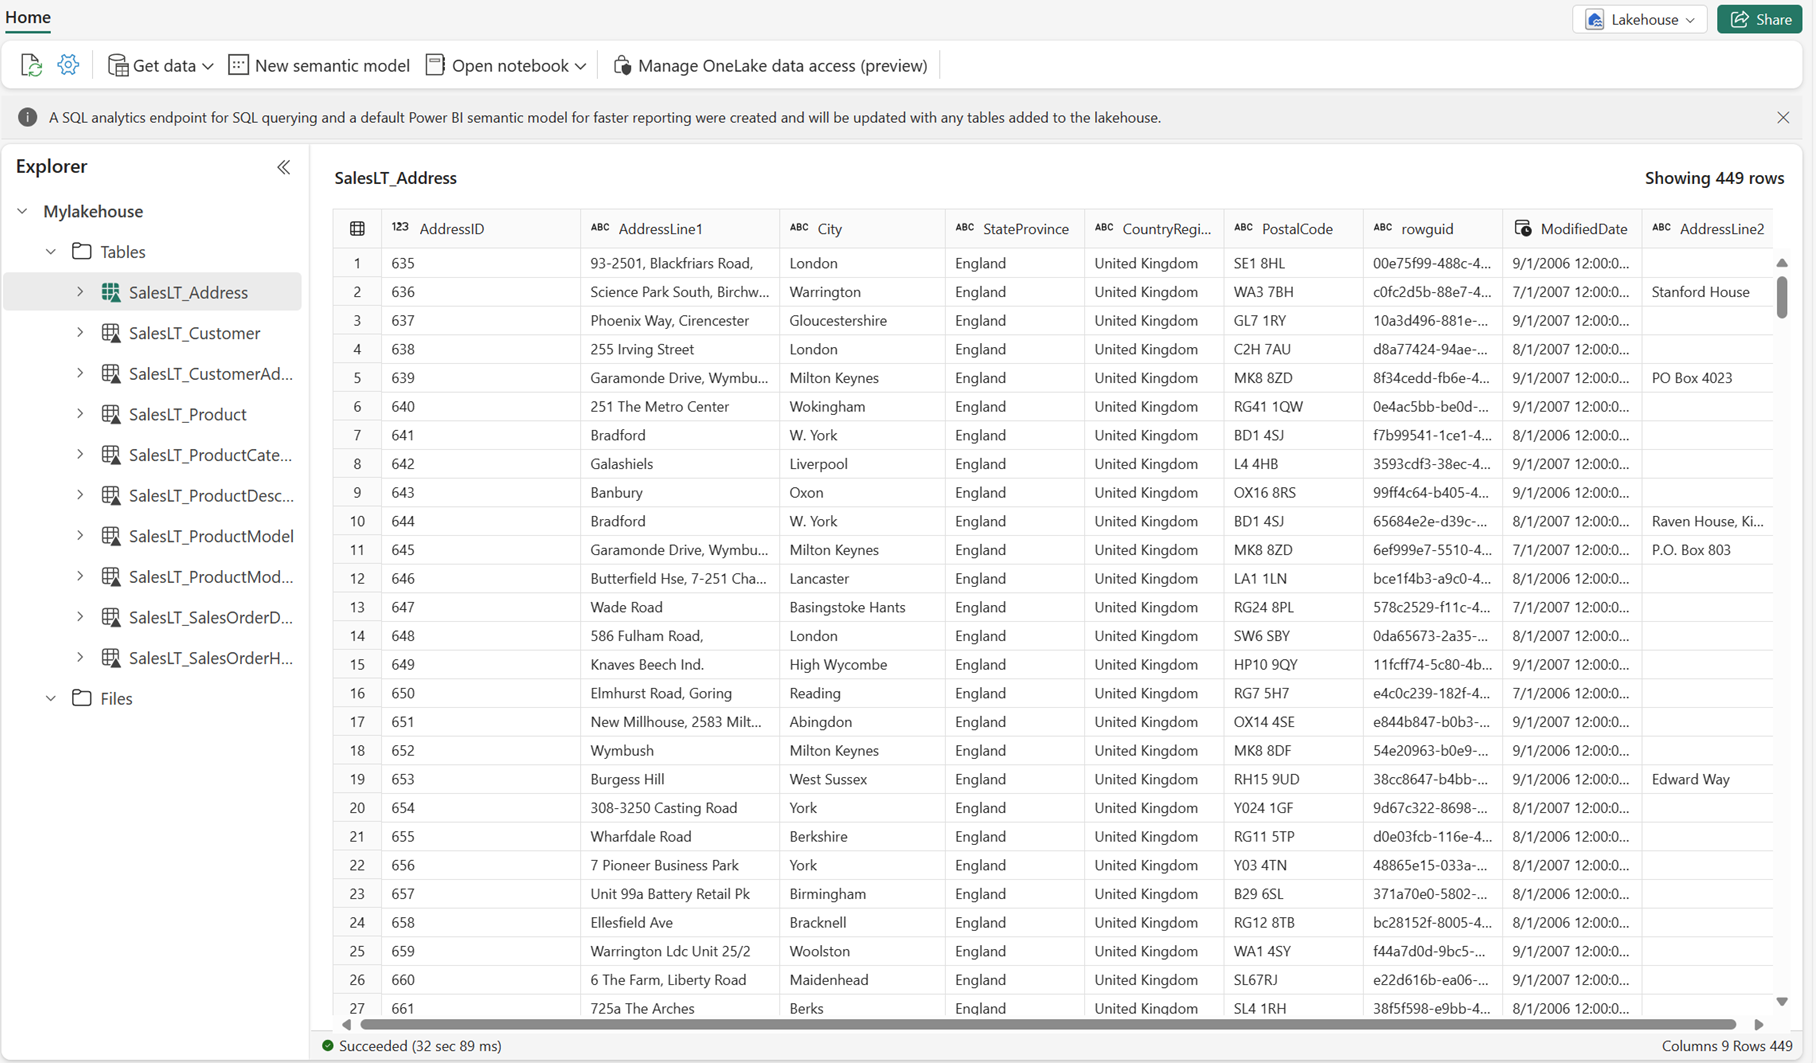 Home
Lakehouse
Share
Get data
New semantic model
Open notebook
Manage OneLake data access (preview)
A SQL analytics endpoint for SQL querying and a default Power BI semantic model for faster reporting were created and will be updated with any tables added to the lakehouse.
Explorer
Mylakehouse
Tables
SalesLT_Address
SalesLT_Customer
SalesLT_CustomerAd...
SalesLT_Product
SalesLT_ProductCate...
SalesLT_ProductDesc...
SalesLT_ProductModel
SalesLT_ProductMod...
SalesLT_SalesOrderD...
SalesLT_SalesOrderH...
Files
SalesLT_Address
Showing 449 rows
123 AddressID ABC AddressLine1 ABC City ABC StateProvince ABC CountryRegi... ABC PostalCode ABC rowguid ModifiedDate ABC AddressLine2
1 635 93-2501, Blackfriars Road, London England United Kingdom SE1 8HL 00e75f99-488c-4... 9/1/2006 12:00:0...
2 636 Science Park South, Birchw... Warrington England United Kingdom WA3 7BH c0fc2d5b-88e7-4... 7/1/2007 12:00:0... Stanford House
3 637 Phoenix Way, Cirencester Gloucestershire England United Kingdom GL7 1RY 10a3d496-881e-... 9/1/2007 12:00:0...
4 638 255 Irving Street London England United Kingdom C2H 7AU d8a77424-94ae-... 8/1/2007 12:00:0...
5 639 Garamonde Drive, Wymbu... Milton Keynes England United Kingdom MK8 8ZD 8f34cedd-fb6e-4... 9/1/2007 12:00:0... PO Box 4023
6 640 251 The Metro Center Wokingham England United Kingdom RG41 1QW 0e4ac5bb-be0d-... 9/1/2007 12:00:0...
7 641 Bradford W. York England United Kingdom BD1 4SJ f7b99541-1ce1-4... 8/1/2006 12:00:0...
8 642 Galashiels Liverpool England United Kingdom L4 4HB 3593cdf3-38ec-4... 9/1/2007 12:00:0...
9 643 Banbury Oxon England United Kingdom OX16 8RS 99ff4c64-b405-4... 9/1/2007 12:00:0...
10 644 Bradford W. York England United Kingdom BD1 4SJ 65684e2e-d39c-... 8/1/2007 12:00:0... Raven House, Ki...
11 645 Garamonde Drive, Wymbu... Milton Keynes England United Kingdom MK8 8ZD 6ef999e7-5510-4... 7/1/2007 12:00:0... P.O. Box 803
12 646 Butterfield Hse, 7-251 Cha... Lancaster England United Kingdom LA1 1LN bce1f4b3-a9c0-4... 8/1/2006 12:00:0...
13 647 Wade Road Basingstoke Hants England United Kingdom RG24 8PL 578c2529-f11c-4... 7/1/2007 12:00:0...
14 648 586 Fulham Road, London England United Kingdom SW6 SBY 0da65673-2a35-... 8/1/2007 12:00:0...
15 649 Knaves Beech Ind. High Wycombe England United Kingdom HP10 9QY 11fcff74-5c80-4b... 8/1/2007 12:00:0...
16 650 Elmhurst Road, Goring Reading England United Kingdom RG7 5H7 e4c0c239-182f-4... 7/1/2006 12:00:0...
17 651 New Millhouse, 2583 Milt... Abingdon England United Kingdom OX14 4SE e844b847-b0b3-... 9/1/2007 12:00:0...
18 652 Wymbush Milton Keynes England United Kingdom MK8 8DF 54e20963-b0e9-... 9/1/2006 12:00:0...
19 653 Burgess Hill West Sussex England United Kingdom RH15 9UD 38cc8647-b4bb-... 9/1/2006 12:00:0... Edward Way
20 654 308-3250 Casting Road York England United Kingdom Y024 1GF 9d67c322-8698-... 8/1/2007 12:00:0...
21 655 Wharfdale Road Berkshire England United Kingdom RG11 5TP d0e03fcb-116e-4... 8/1/2006 12:00:0...
22 656 7 Pioneer Business Park York England United Kingdom Y03 4TN 48865e15-033a-... 8/1/2007 12:00:0...
23 657 Unit 99a Battery Retail Pk Birmingham England United Kingdom B29 6SL 371a70e0-5802-... 8/1/2006 12:00:0...
24 658 Ellesfield Ave Bracknell England United Kingdom RG12 8TB bc28152f-8005-4... 8/1/2006 12:00:0...
25 659 Warrington Ldc Unit 25/2 Woolston England United Kingdom WA1 4SY f44a7d0d-9bc5-... 9/1/2007 12:00:0...
26 660 6 The Farm, Liberty Road Maidenhead England United Kingdom SL67RJ e22d616b-ea06-... 9/1/2007 12:00:0...
27 661 725a The Arches Berks England United Kingdom SL4 1RH 38f5f598-e9bb-4... 8/1/2007 12:00:0...
Succeeded (32 sec 89 ms)
Columns 9 Rows 449